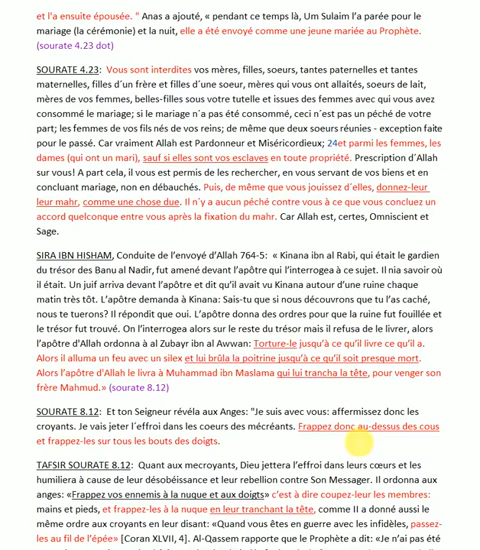 et l'a ensuite épousée. " Anas a ajouté, « pendant ce temps là, Um Sulaim l'a parée pour le
mariage (la cérémonie) et la nuit, elle a été envoyé comme une jeune mariée au Prophète.
(sourate 4.23 dot)
SOURATE 4.23: Vous sont interdites vos mères, filles, soeurs, tantes paternelles et tantes
maternelles, filles d´un frère et filles d´une soeur, mères qui vous ont allaités, soeurs de lait,
mères de vos femmes, belles-filles sous votre tutelle et issues des femmes avec qui vous avez
consommé le mariage; si le mariage n´a pas été consommé, ceci n´est pas un péché de votre
part; les femmes de vos fils nés de vos reins; de même que deux soeurs réunies - exception faite
pour le passé. Car vraiment Allah est Pardonneur et Miséricordieux; 24et parmi les femmes, les
dames (qui ont un mari), sauf si elles sont vos esclaves en toute propriété. Prescription d´Allah
sur vous! A part cela, il vous est permis de les rechercher, en vous servant de vos biens et en
concluant mariage, non en débauchés. Puis, de même que vous jouissez d´elles, donnez-leur
leur mahr, comme une chose due. Il n´y a aucun péché contre vous à ce que vous concluez un
accord quelconque entre vous après la fixation du mahr. Car Allah est, certes, Omniscient et
Sage.
SIRA IBN HISHAM, Conduite de l'envoyé d'Allah 764-5: « Kinana ibn al Rabi, qui était le gardien
du trésor des Banu al Nadir, fut amené devant l'apôtre qui l'interrogea à ce sujet. Il nia savoir où
il était. Un juif arriva devant l'apôtre et dit qu'il avait vu Kinana autour d'une ruine chaque
matin très tôt. L'apôtre demanda à Kinana: Sais-tu que si nous découvrons que tu l'as caché,
nous te tuerons? Il répondit que oui. L'apôtre donna des ordres pour que la ruine fut fouillée et
le trésor fut trouvé. On l'interrogea alors sur le reste du trésor mais il refusa de le livrer, alors
l'apôtre d'Allah ordonna à al Zubayr ibn el Awwan: Torture-le jusqu'à ce qu'il livre ce qu'il a.
Alors il alluma un feu avec un silex et lui brûla la poitrine jusqu'à ce qu'il soit presque mort.
Alors l'apôtre d'Allah le livra à Muhammad ibn Maslama qui lui trancha la tête, pour venger son
frère Mahmud.» (sourate 8.12)
SOURATE 8.12: Et ton Seigneur révéla aux Anges: "Je suis avec vous: affermissez donc les
croyants. Je vais jeter l´effroi dans les coeurs des mécréants. Frappez donc au-dessus des cous
et frappez-les sur tous les bouts des doigts.
TAFSIR SOURATE 8.12: Quant aux mecroyants, Dieu jettera l'effroi dans leurs cœurs et les
humiliera à cause de leur désobéissance et leur rebellion contre Son Messager. Il ordonna aux
anges: «Frappez vos ennemis à la nuque et aux doigts» c'est à dire coupez-leur les membres:
mains et pieds, et frappez-les à la nuque en leur tranchant la tête, comme II a donné aussi le
même ordre aux croyants en leur disant: «Quand vous êtes en guerre avec les infidèles, passez-
les au fil de l'épée» [Coran XLVII, 4]. Al-Qassem rapporte que le Prophète a dit: «Je n'ai pas été